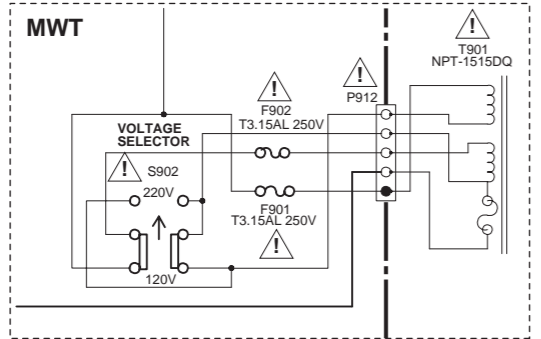 MWT
!
T901
NPT-1515DQ
!
!
P912
F902
T3.15AL 250V
VOLTAGE
SELECTOR
!
S902
220V
F901
T3.15AL 250V
!
120V